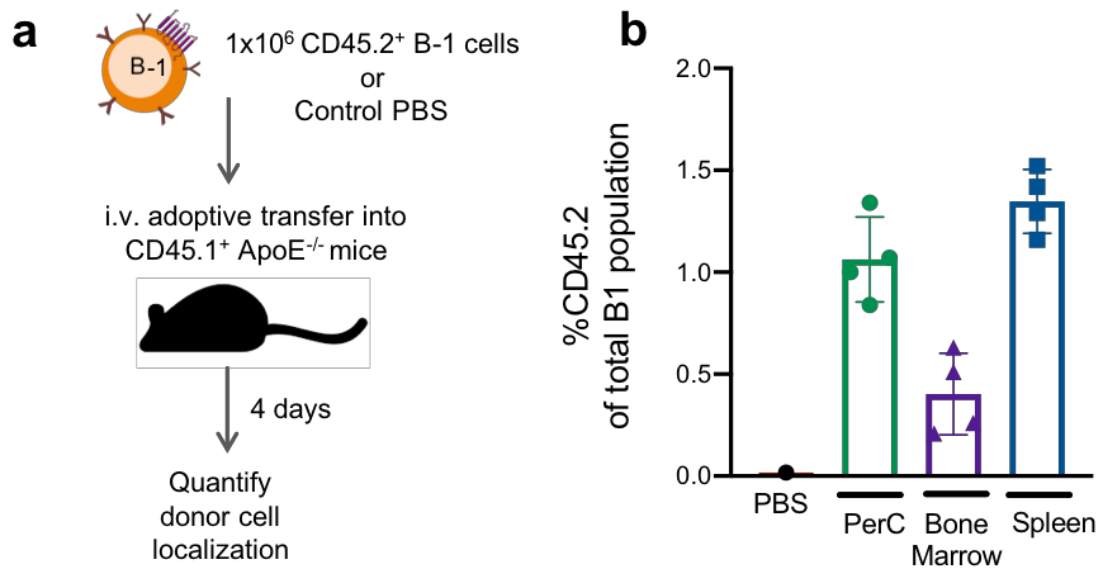 a
B-1
1x10⁶ CD45.2⁺ B-1 cells
or
Control PBS
i.v. adoptive transfer into
CD45.1⁺ ApoE⁻/⁻ mice
4 days
Quantify
donor cell
localization
b
%CD45.2
of total B1 population
2.0
1.5
1.0
0.5
0.0
PBS
PerC
Bone
Marrow
Spleen